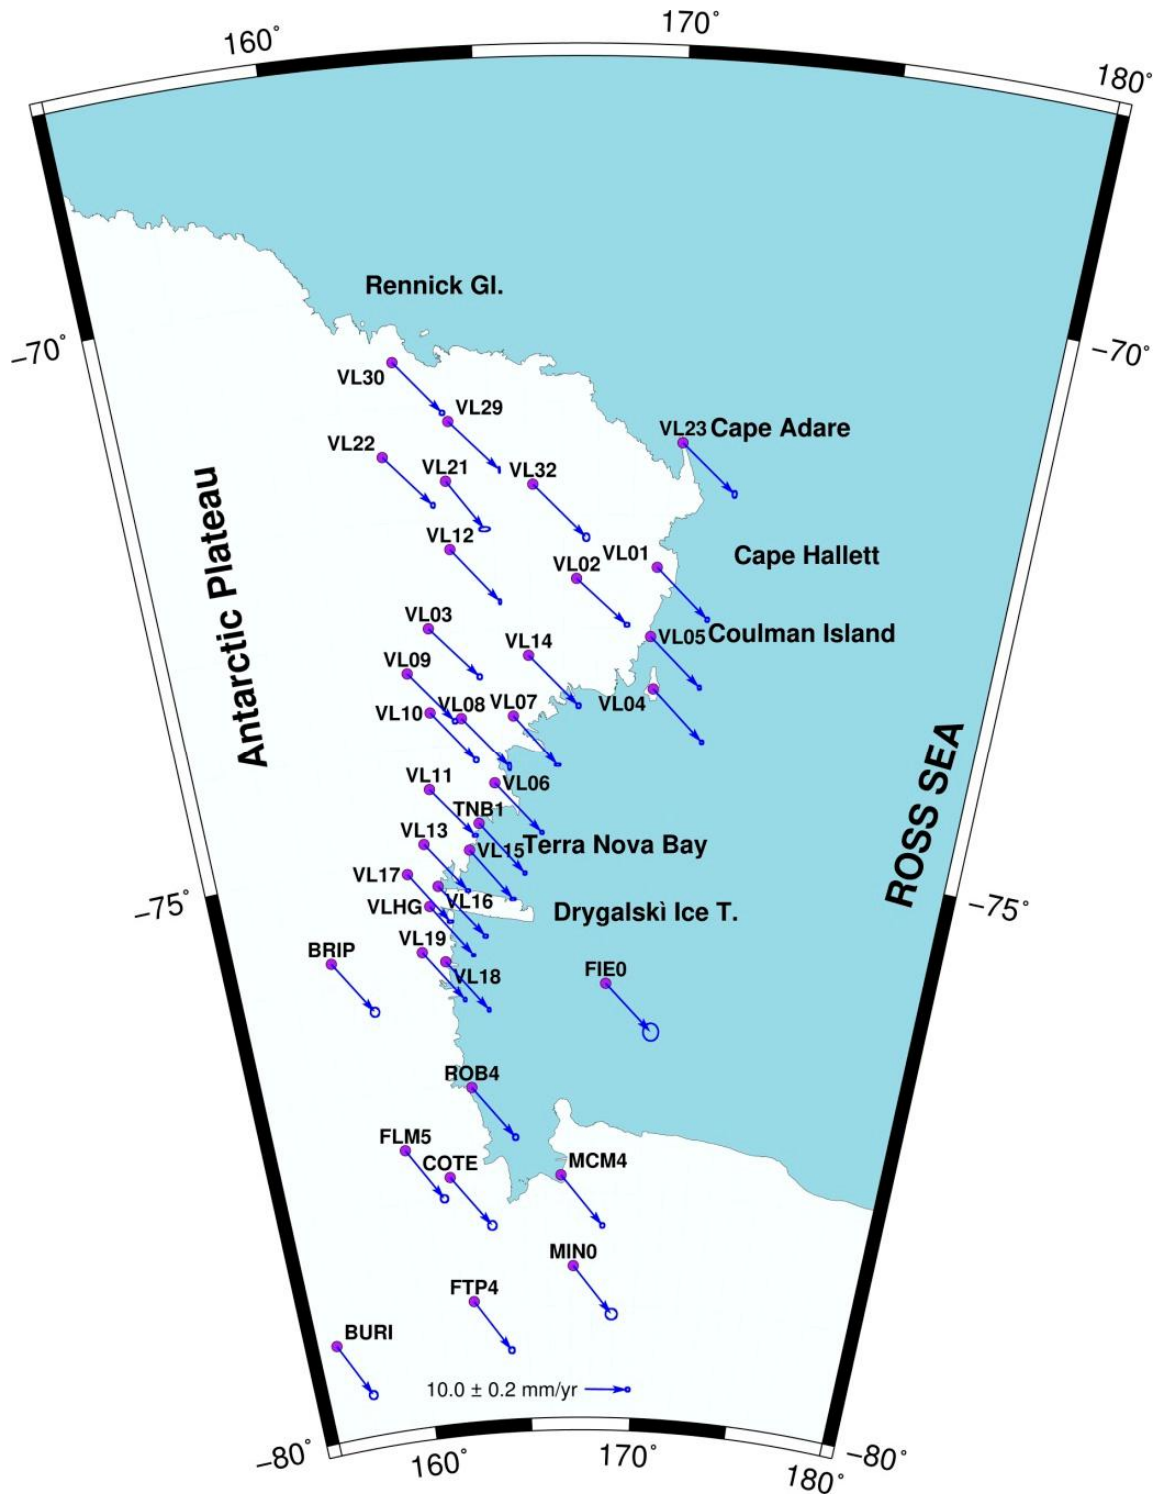 160°
170°
180°
Rennick Gl.
−70°
−70°
VL30
VL29
VL23 Cape Adare
VL22
VL21
VL32
VL12
VL02
VL01
Cape Hallett
Antarctic Plateau
VL03
VL05 Coulman Island
VL14
VL09
VL10
VL08
VL07
VL04
VL11
VL06
TNB1
VL13
VL15 Terra Nova Bay
ROSS SEA
VL17
VLHG
VL16
−75°
−75°
Drygalskì Ice T.
VL19
BRIP
VL18
FIE0
ROB4
FLM5
COTE
MCM4
MIN0
FTP4
BURI
10.0 ± 0.2 mm/yr
−80°
−80°
160°
170°
180°